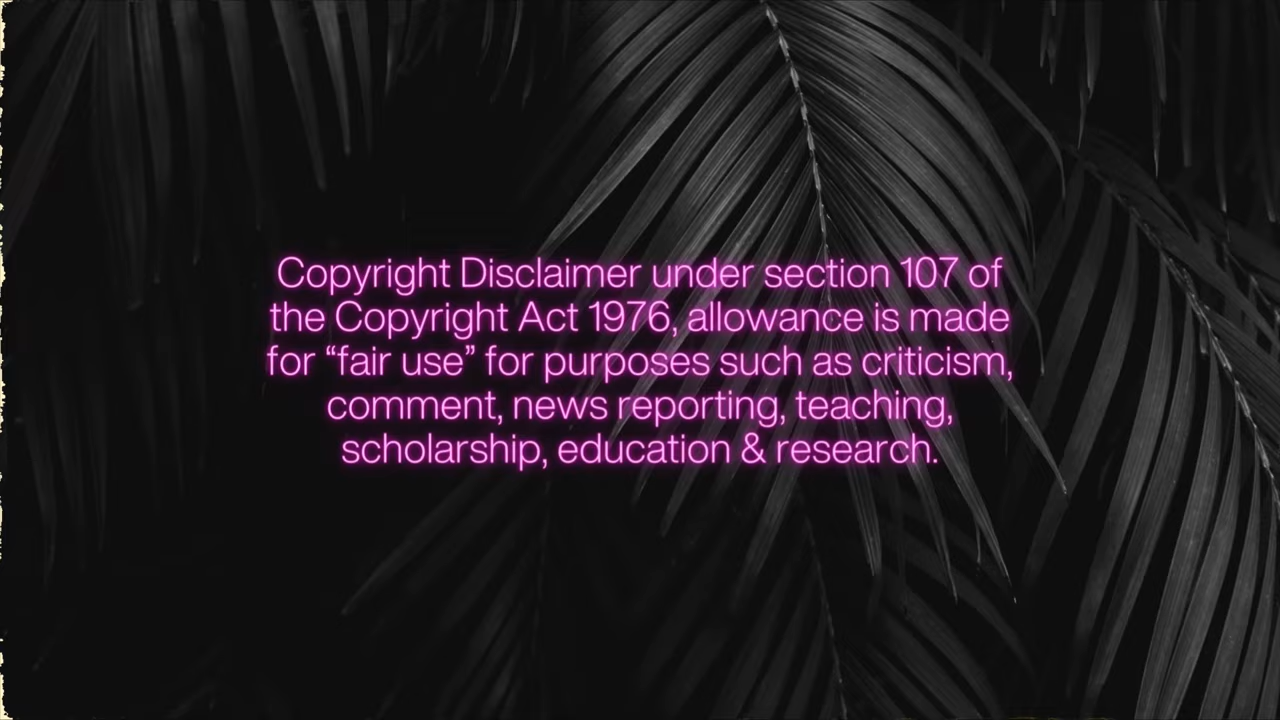 Copyright Disclaimer under section 107 of
the Copyright Act 1976, allowance is made
for “fair use” for purposes such as criticism,
comment, news reporting, teaching,
scholarship, education & research.